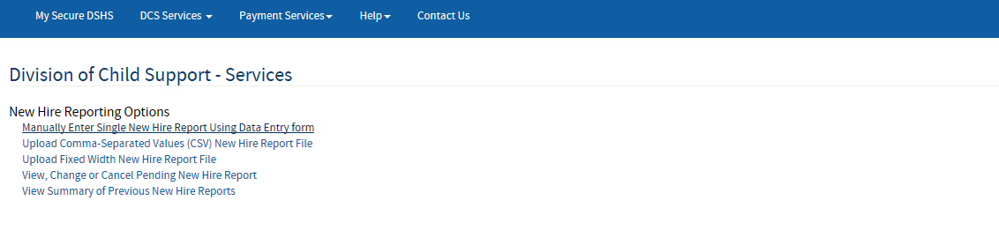 My Secure DSHS DCS Services Payment Services Help Contact Us
Division of Child Support - Services
New Hire Reporting Options
Manually Enter Single New Hire Report Using Data Entry form
Upload Comma-Separated Values (CSV) New Hire Report File
Upload Fixed Width New Hire Report File
View, Change or Cancel Pending New Hire Report
View Summary of Previous New Hire Reports